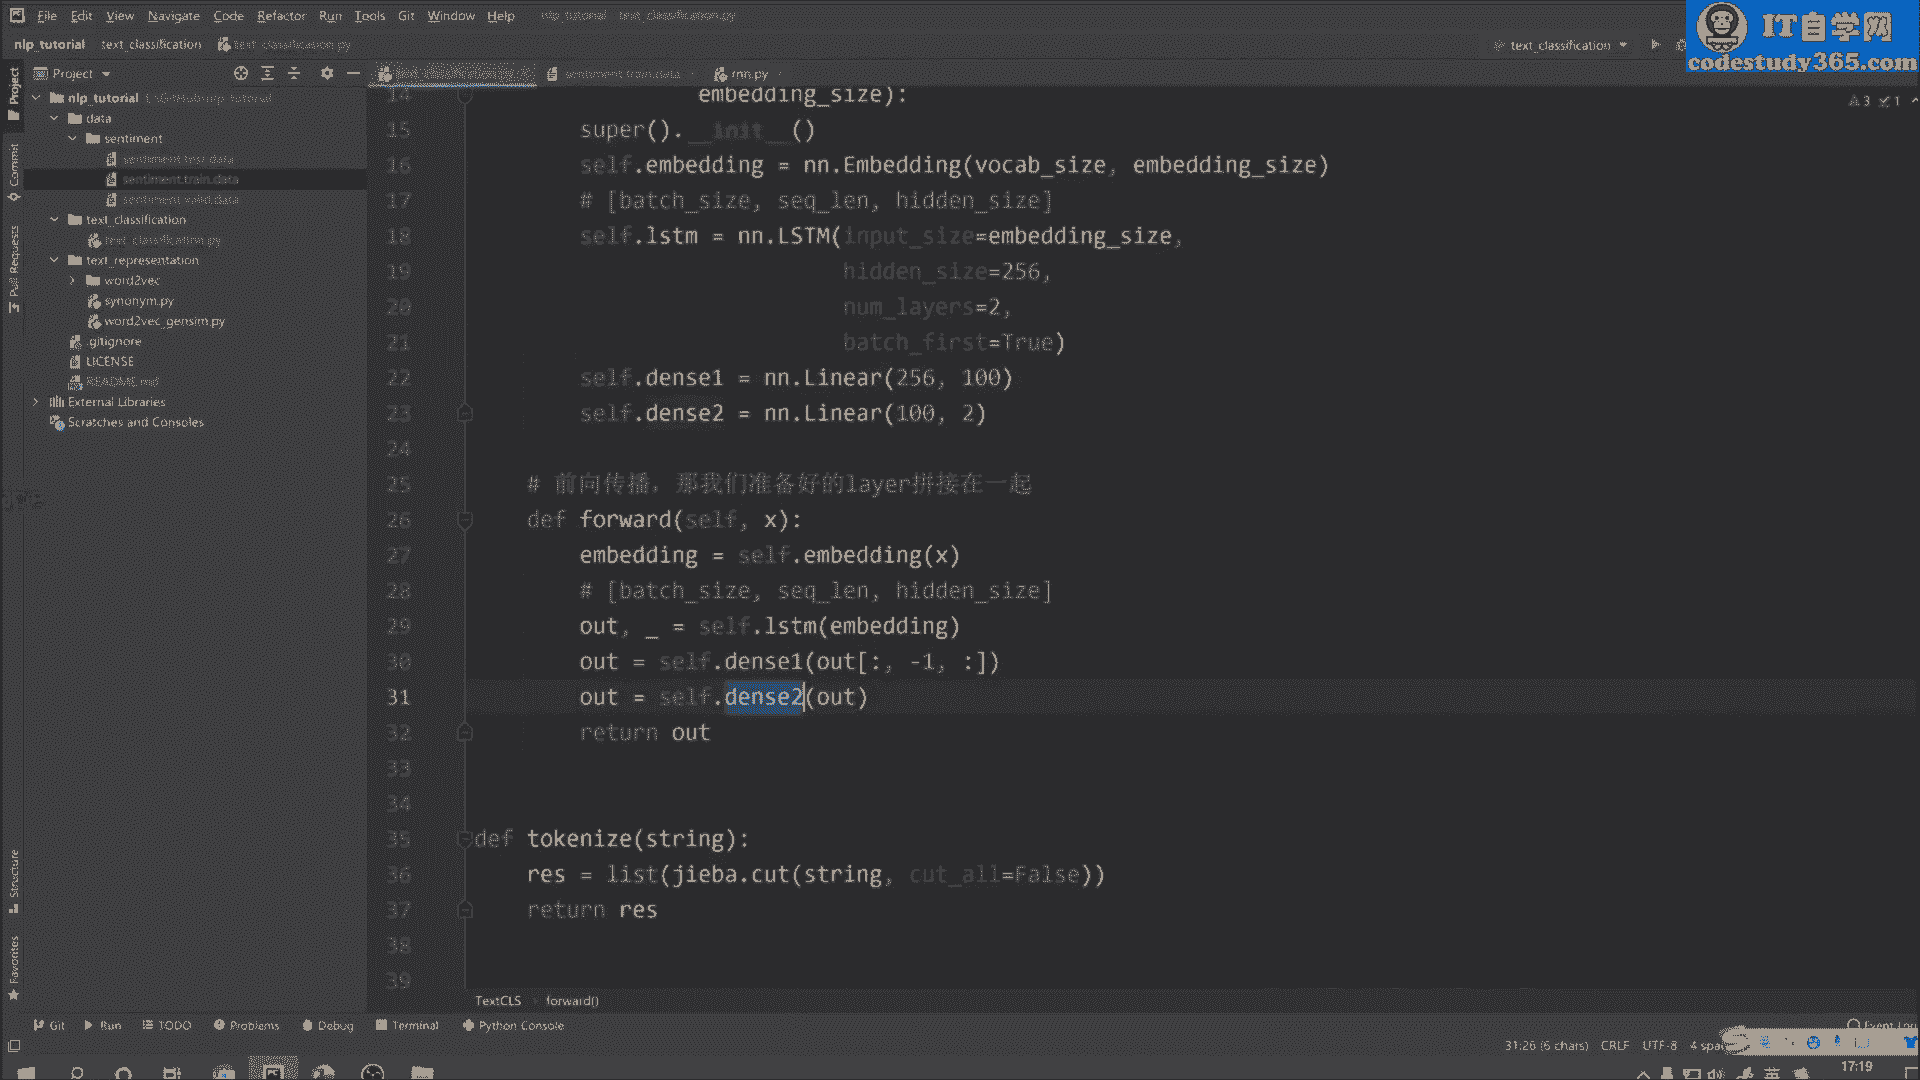 File Edit View Navigate Code Refactor Run Tools Git Window Help nlp_tutorial - text_classification.py
nlp_tutorial text_classification text_classification.py
text_classification
IT自学网
codestudy365.com
Project
sentiment.train.data
rnn.py
3 1
nlp_tutorial
data
sentiment
sentiment.test.data
sentiment.train.data
sentiment.valid.data
text_classification
text_classification.py
text_representation
word2vec
synonym.py
word2vec_gensim.py
.gitignore
LICENSE
README.md
External Libraries
Scratches and Consoles
Project
Commit
Pull Requests
Structure
Favorites
14 embedding_size):
15 super().__init__()
16 self.embedding = nn.Embedding(vocab_size, embedding_size)
17 # [batch_size, seq_len, hidden_size]
18 self.lstm = nn.LSTM(input_size=embedding_size,
19 hidden_size=256,
20 num_layers=2,
21 batch_first=True)
22 self.dense1 = nn.Linear(256, 100)
23 self.dense2 = nn.Linear(100, 2)
24
25 # 前向传播，那我们准备好的layer拼接在一起
26 def forward(self, x):
27 embedding = self.embedding(x)
28 # [batch_size, seq_len, hidden_size]
29 out, _ = self.lstm(embedding)
30 out = self.dense1(out[:, -1, :])
31 out = self.dense2(out)
32 return out
33
34
35 def tokenize(string):
36 res = list(jieba.cut(string, cut_all=False))
37 return res
38
39
TextCLS forward()
Git Run TODO Problems Debug Terminal Python Console Event Log
31:26 (6 chars) CRLF UTF-8 4 spa
英 17:19